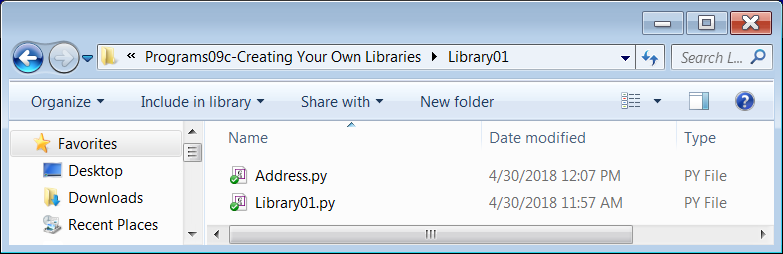 « Programs09c-Creating Your Own Libraries Library01 Search L...
Organize Include in library Share with New folder
Favorites
Desktop
Downloads
Recent Places
Name Date modified Type
Address.py 4/30/2018 12:07 PM PY File
Library01.py 4/30/2018 11:57 AM PY File